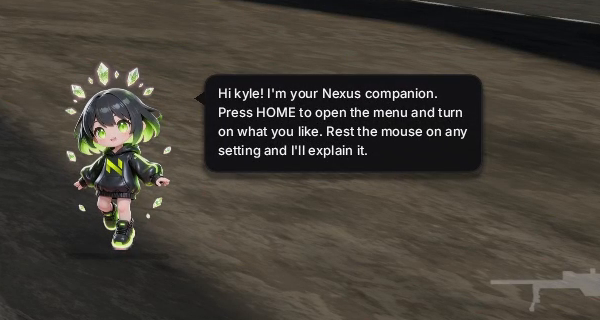 Hi kyle! I'm your Nexus companion.
Press HOME to open the menu and turn
on what you like. Rest the mouse on any
setting and I'll explain it.